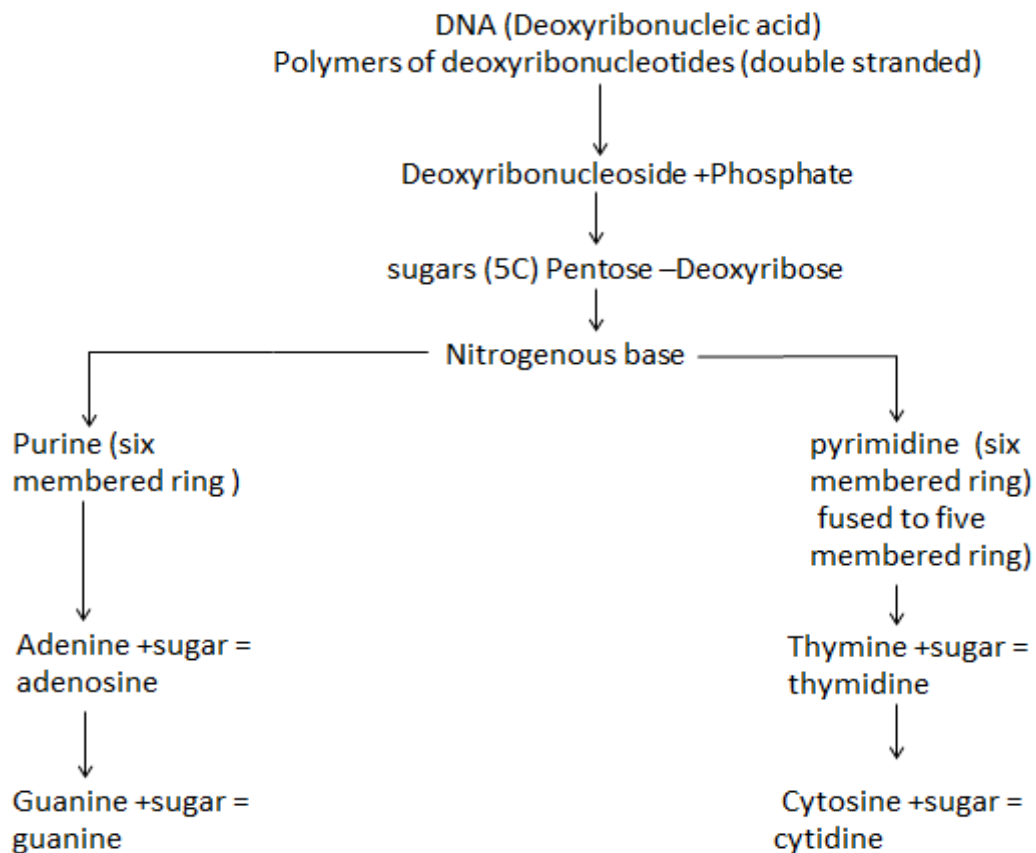 DNA (Deoxyribonucleic acid)
Polymers of deoxyribonucleotides (double stranded)
Deoxyribonucleoside +Phosphate
sugars (5C) Pentose –Deoxyribose
Nitrogenous base
Purine (six
membered ring )
pyrimidine (six
membered ring)
fused to five
membered ring)
Adenine +sugar =
adenosine
Thymine +sugar =
thymidine
Guanine +sugar =
guanine
Cytosine +sugar =
cytidine